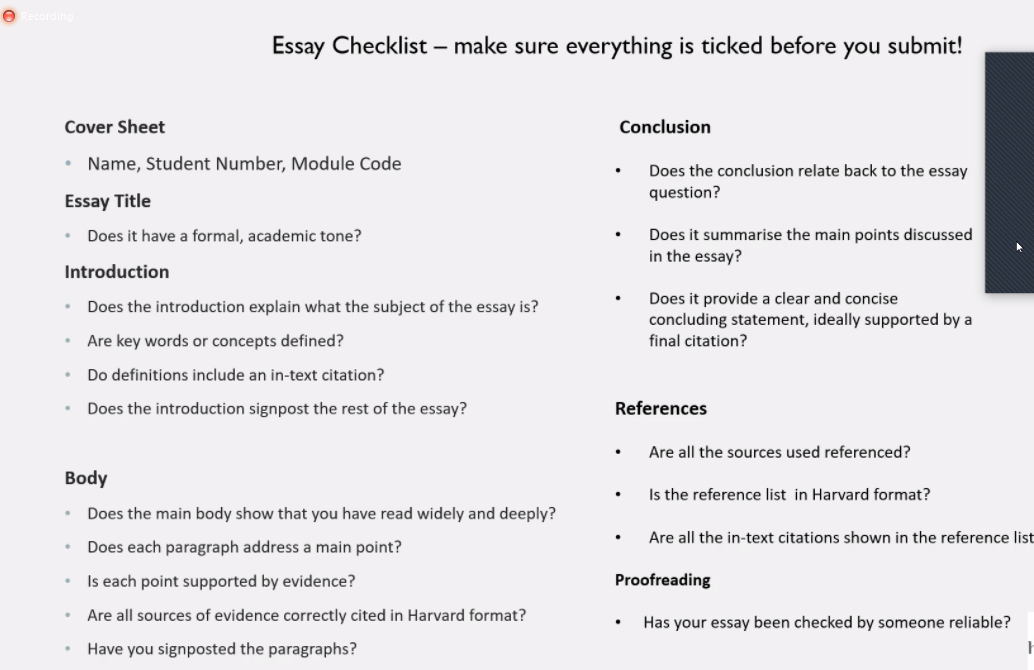 Recording
Essay Checklist – make sure everything is ticked before you submit!
Cover Sheet
• Name, Student Number, Module Code
Essay Title
• Does it have a formal, academic tone?
Introduction
• Does the introduction explain what the subject of the essay is?
• Are key words or concepts defined?
• Do definitions include an in-text citation?
• Does the introduction signpost the rest of the essay?
Body
• Does the main body show that you have read widely and deeply?
• Does each paragraph address a main point?
• Is each point supported by evidence?
• Are all sources of evidence correctly cited in Harvard format?
• Have you signposted the paragraphs?
Conclusion
• Does the conclusion relate back to the essay
question?
• Does it summarise the main points discussed
in the essay?
• Does it provide a clear and concise
concluding statement, ideally supported by a
final citation?
References
• Are all the sources used referenced?
• Is the reference list in Harvard format?
• Are all the in-text citations shown in the reference list
Proofreading
• Has your essay been checked by someone reliable?